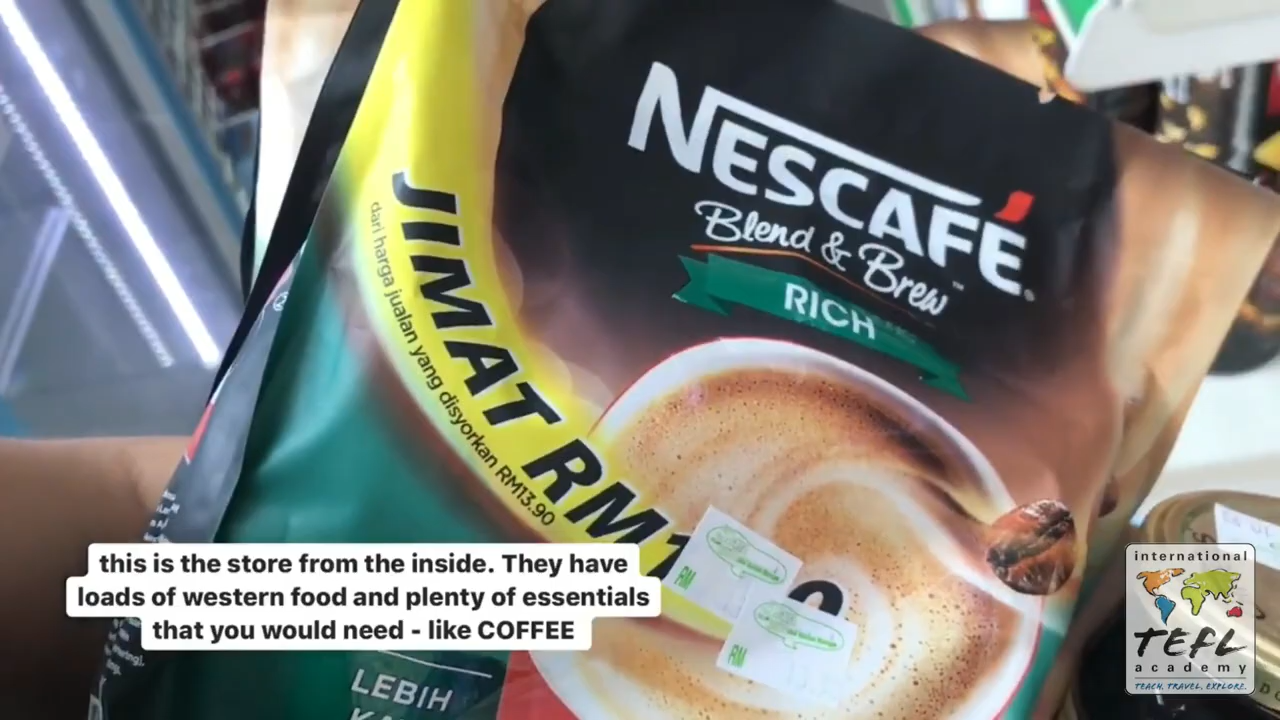 NESCAFÉ
Blend & Brew™
RICH
JIMAT RM1
dari harga jualan yang disyorkan RM13.90
RM
RM
this is the store from the inside. They have
loads of western food and plenty of essentials
that you would need - like COFFEE
LEBIH
international
TEFL
academy
TEACH. TRAVEL. EXPLORE.